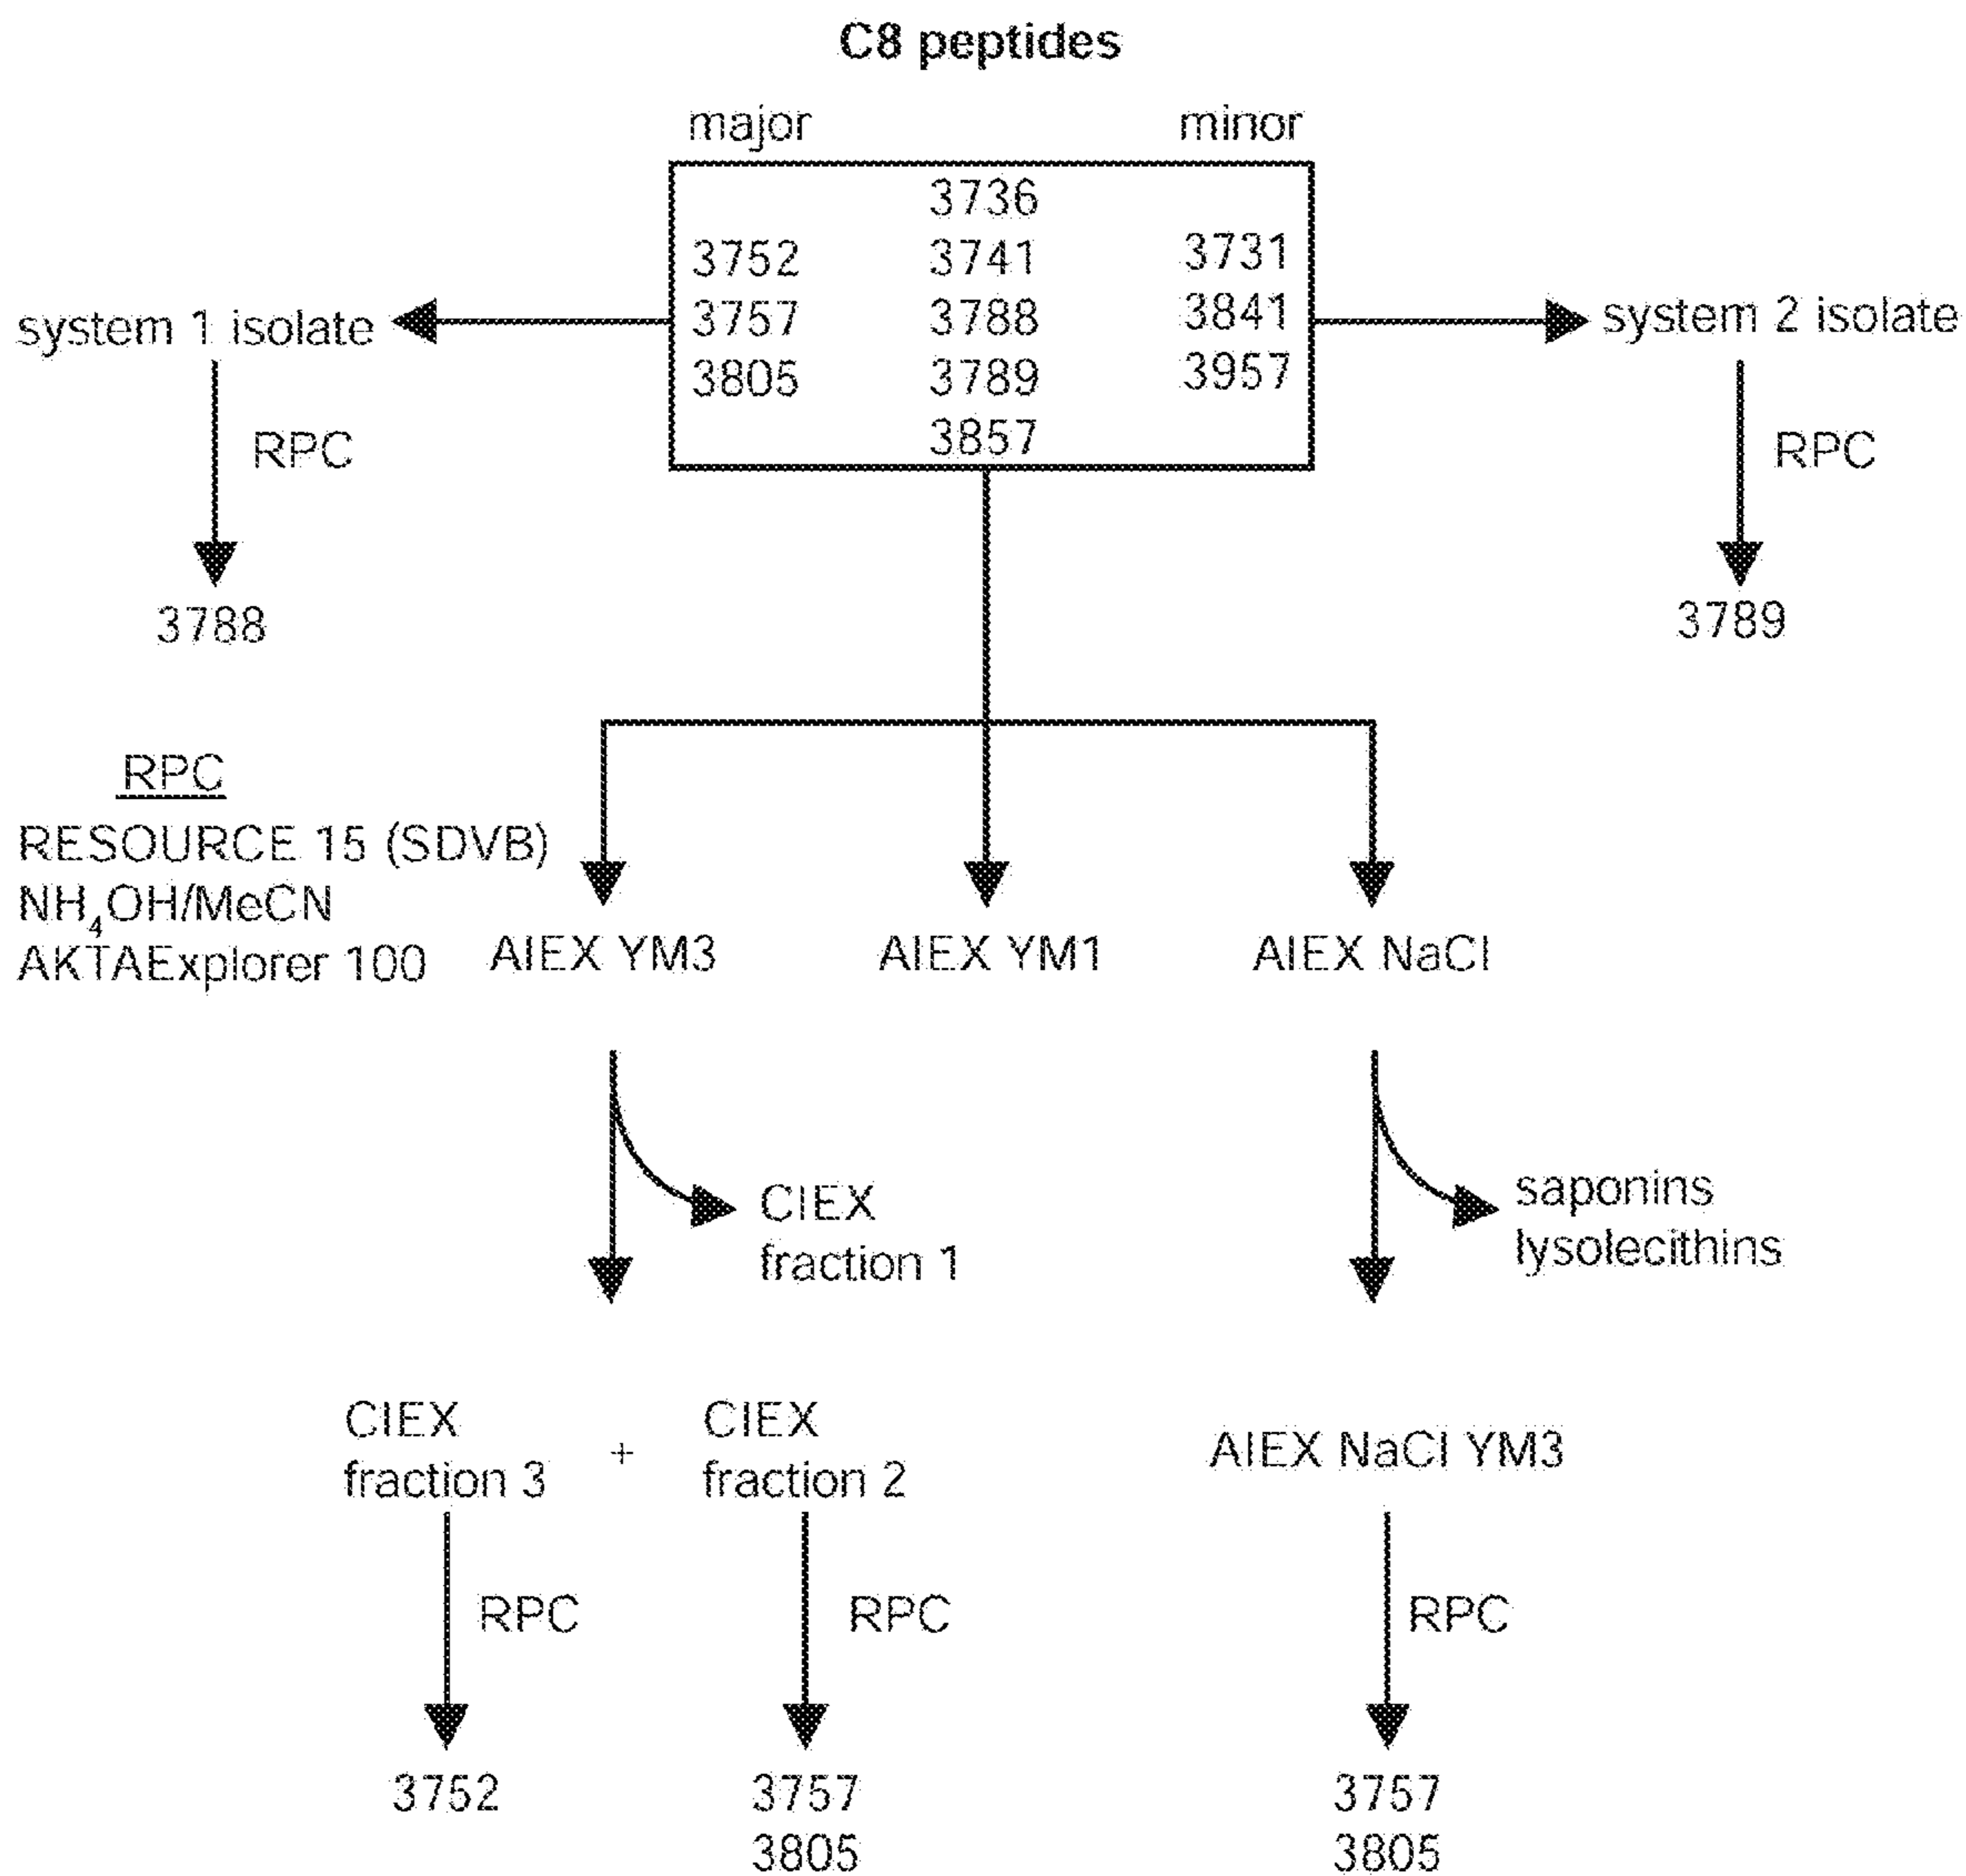 C8 peptides
major minor
3736
3752 3741 3731
3757 3788 3841
3805 3789 3957
3857
system 1 isolate
system 2 isolate
RPC
RPC
3788
3789
RPC
RESOURCE 15 (SDVB)
NH4OH/MeCN
AKTAExplorer 100
AIEX YM3
AIEX YM1
AIEX NaCl
CIEX
fraction 1
saponins
lysolecithins
CIEX
fraction 3
+
CIEX
fraction 2
AIEX NaCl YM3
RPC
RPC
RPC
3752
3757
3805
3757
3805